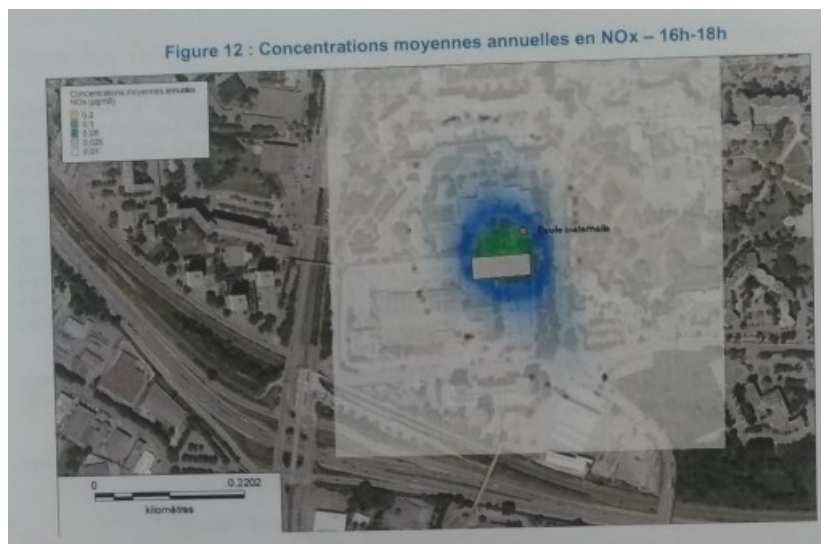 Figure 12 : Concentrations moyennes annuelles en NOx – 16h-18h
Concentrations moyennes annuelles
NOx (µg/m3)
0,2
0,1
0,05
0,025
0,01
Ecole maternelle
0
0,2202
kilomètres